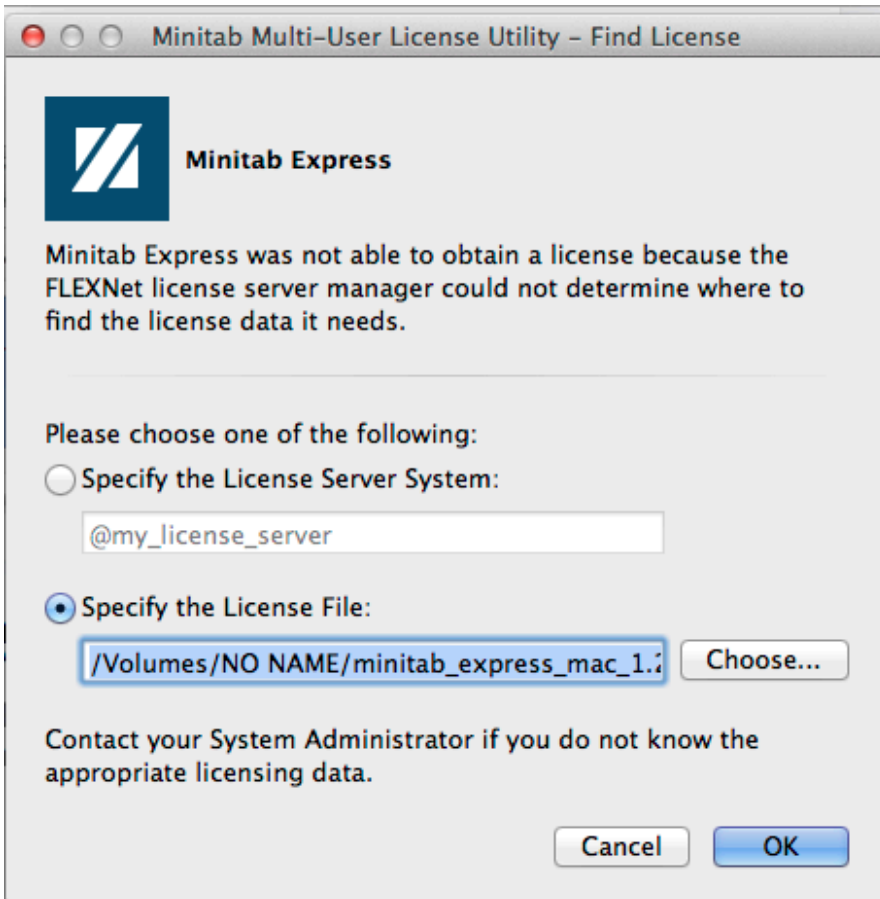 Minitab Multi-User License Utility – Find License
Minitab Express
Minitab Express was not able to obtain a license because the
FLEXNet license server manager could not determine where to
find the license data it needs.
Please choose one of the following:
Specify the License Server System:
@my_license_server
Specify the License File:
/Volumes/NO NAME/minitab_express_mac_1.2
Choose...
Contact your System Administrator if you do not know the
appropriate licensing data.
Cancel
OK